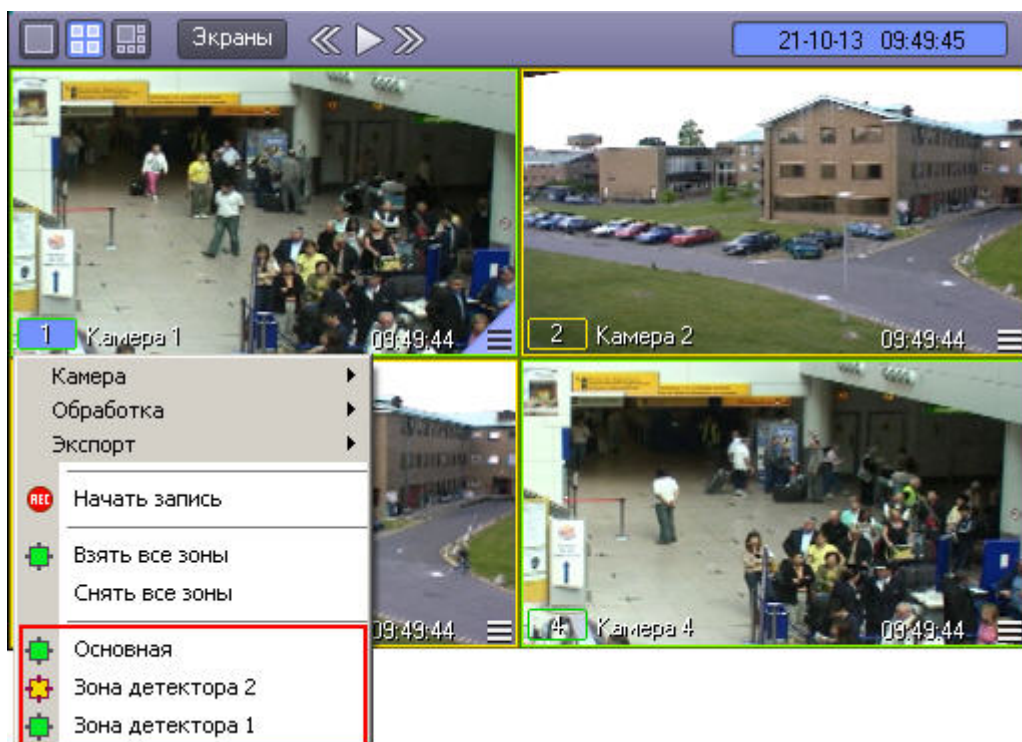 Экраны
21-10-13 09:49:45
1 Камера 1 09:49:44
2 Камера 2 09:49:44
Камера
Обработка
Экспорт
REC Начать запись
Взять все зоны
Снять все зоны
Основная
Зона детектора 2
Зона детектора 1
09:49:44
4 Камера 4 09:49:44